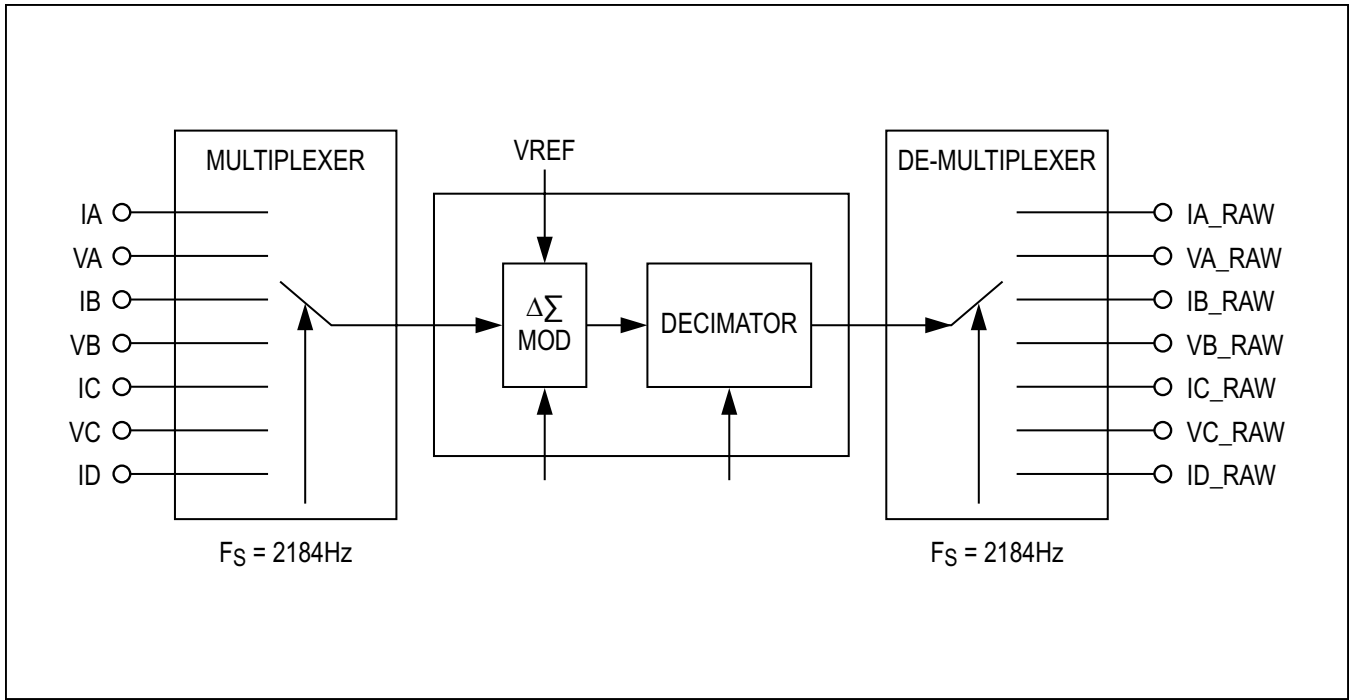 MULTIPLEXER
VREF
DE-MULTIPLEXER
IA
VA
IB
VB
IC
VC
ID
ΔΣ
MOD
DECIMATOR
IA_RAW
VA_RAW
IB_RAW
VB_RAW
IC_RAW
VC_RAW
ID_RAW
FS = 2184Hz
FS = 2184Hz